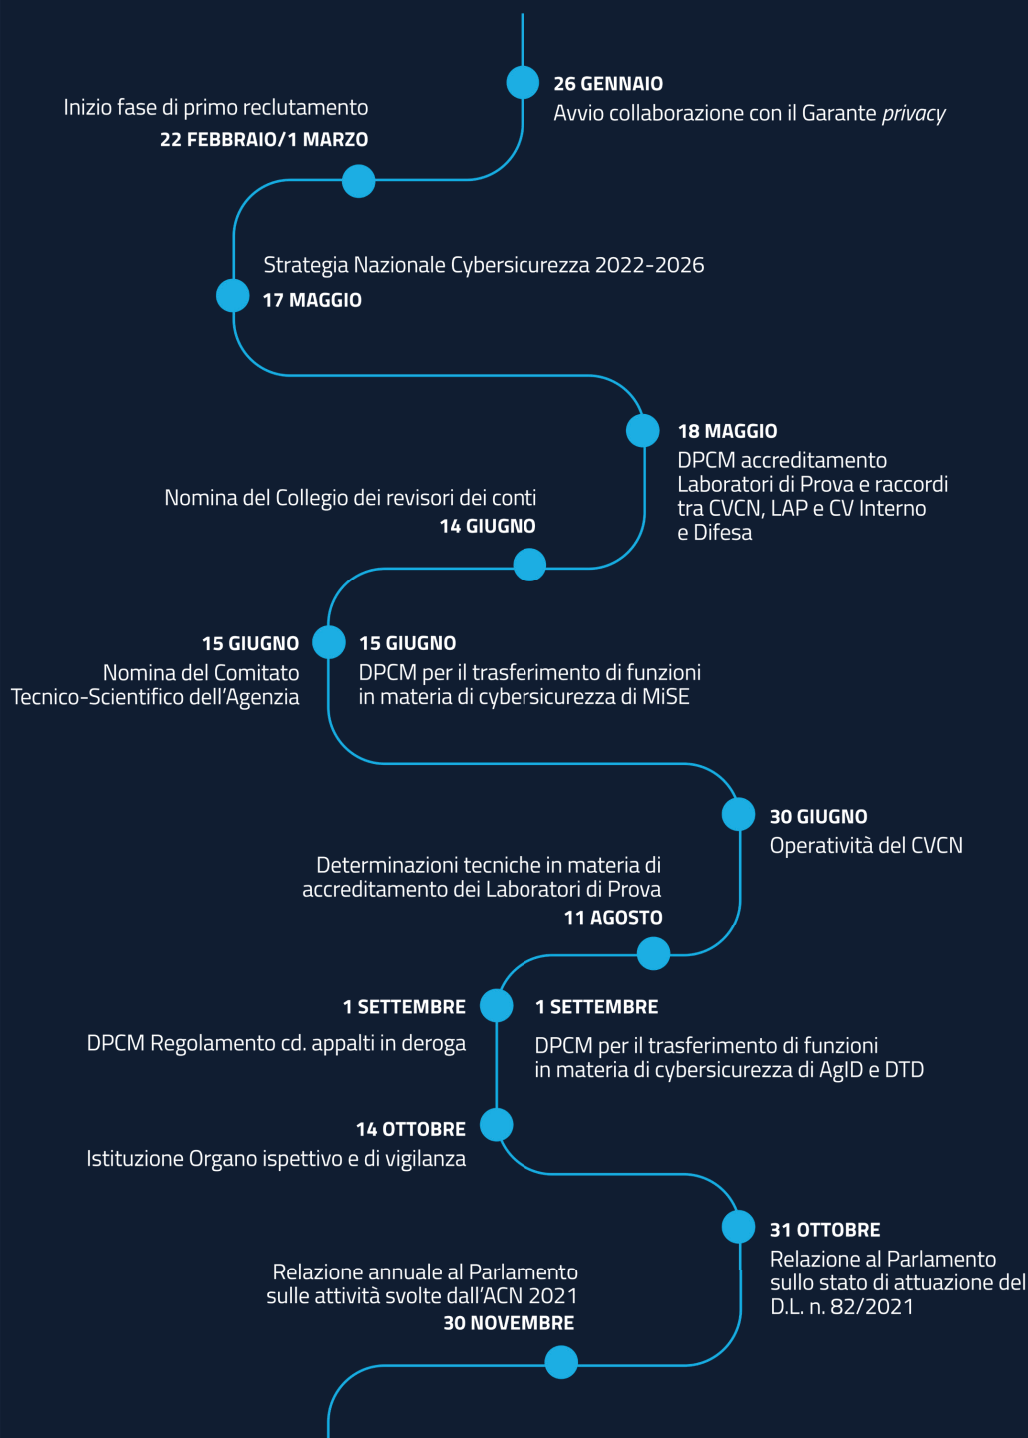 26 GENNAIO
Avvio collaborazione con il Garante privacy
Inizio fase di primo reclutamento
22 FEBBRAIO/1 MARZO
Strategia Nazionale Cybersicurezza 2022-2026
17 MAGGIO
18 MAGGIO
DPCM accreditamento
Laboratori di Prova e raccordi
tra CVCN, LAP e CV Interno
e Difesa
Nomina del Collegio dei revisori dei conti
14 GIUGNO
15 GIUGNO
Nomina del Comitato
Tecnico-Scientifico dell'Agenzia
15 GIUGNO
DPCM per il trasferimento di funzioni
in materia di cybersicurezza di MiSE
30 GIUGNO
Operatività del CVCN
Determinazioni tecniche in materia di
accreditamento dei Laboratori di Prova
11 AGOSTO
1 SETTEMBRE
DPCM Regolamento cd. appalti in deroga
1 SETTEMBRE
DPCM per il trasferimento di funzioni
in materia di cybersicurezza di AgID e DTD
14 OTTOBRE
Istituzione Organo ispettivo e di vigilanza
31 OTTOBRE
Relazione al Parlamento
sullo stato di attuazione del
D.L. n. 82/2021
Relazione annuale al Parlamento
sulle attività svolte dall'ACN 2021
30 NOVEMBRE